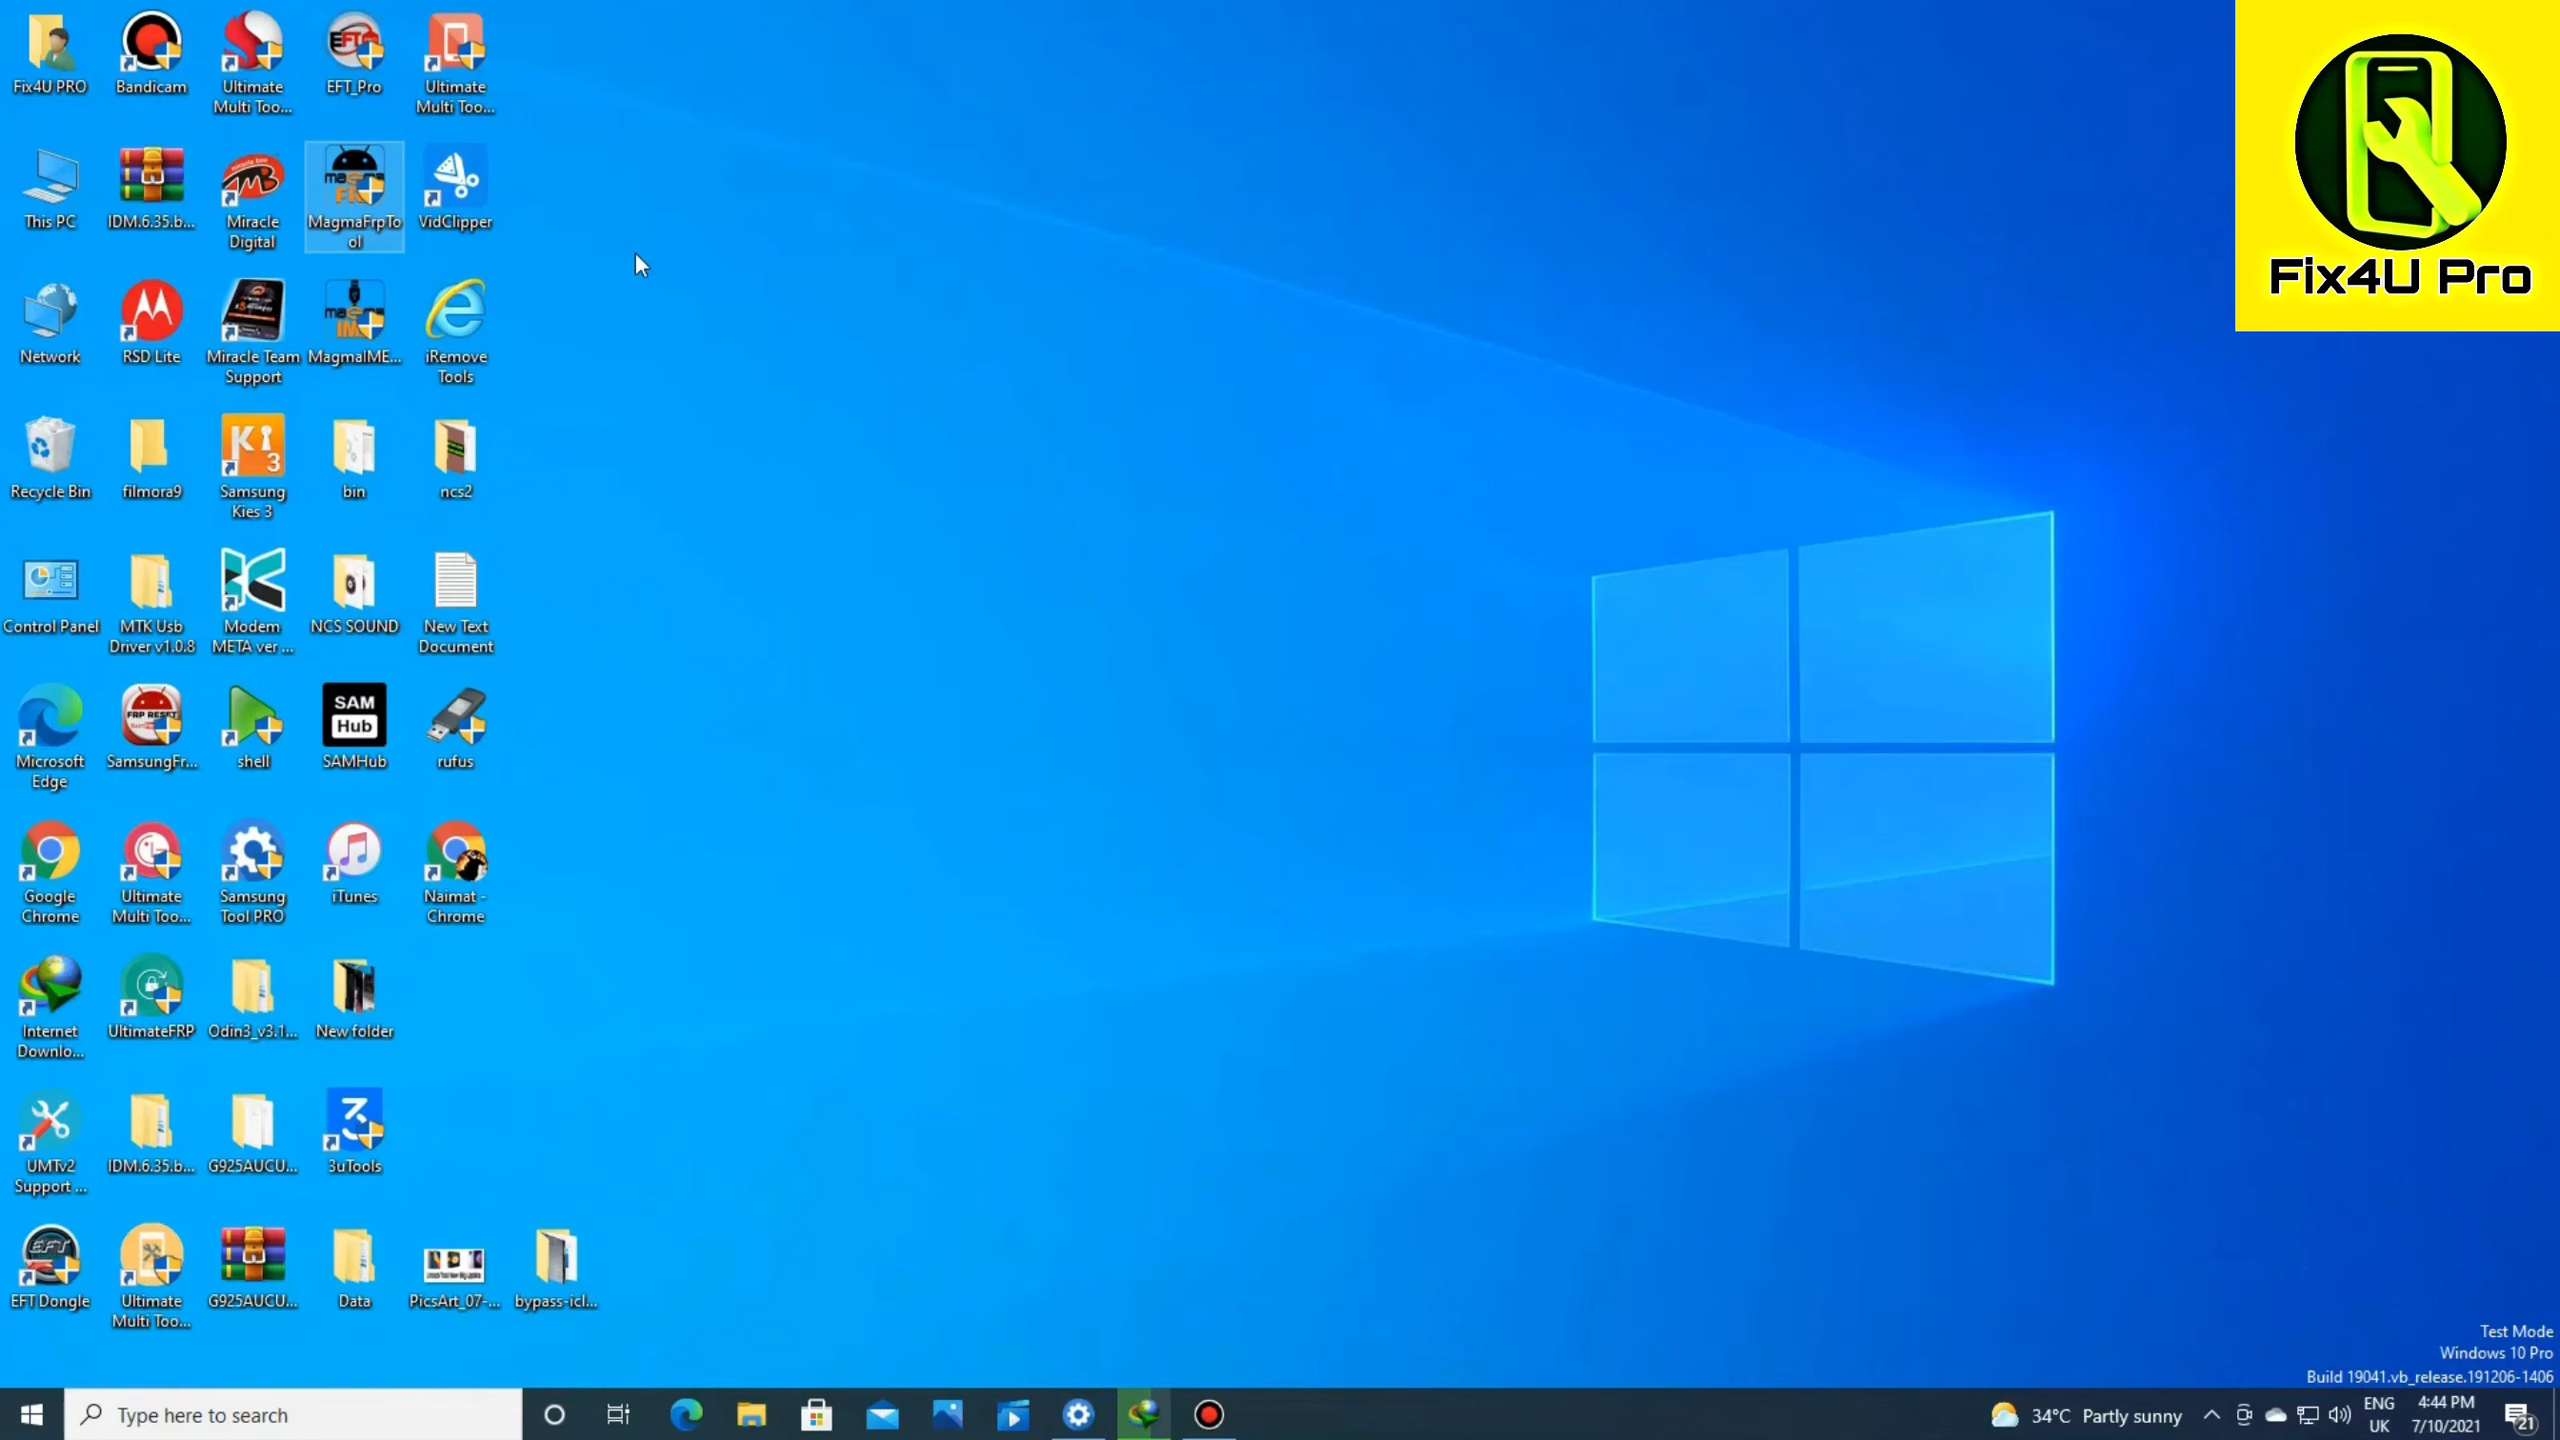 Fix4U PRO
Bandicam
Ultimate
Multi Too...
EFT_Pro
Ultimate
Multi Too...
This PC
IDM.6.35.b...
Miracle
Digital
MagmaFrpTo
ol
VidClipper
Network
RSD Lite
Miracle Team
Support
MagmaIME...
iRemove
Tools
Recycle Bin
filmora9
Ki
3
Samsung
Kies 3
bin
ncs2
Control Panel
MTK Usb
Driver v1.0.8
Modem
META ver ...
NCS SOUND
New Text
Document
Microsoft
Edge
FRP RESET
SamsungFr...
shell
SAM
Hub
SAMHub
rufus
Google
Chrome
Ultimate
Multi Too...
Samsung
Tool PRO
iTunes
Naimat -
Chrome
Internet
Downlo...
UltimateFRP
Odin3_v3.1...
New folder
UMTv2
Support ...
IDM.6.35.b...
G925AUCU...
3uTools
EFT Dongle
Ultimate
Multi Too...
G925AUCU...
Data
PicsArt_07-...
bypass-icl...
Fix4U Pro
Test Mode
Windows 10 Pro
Build 19041.vb_release.191206-1406
Type here to search
34°C Partly sunny
ENG
UK
4:44 PM
7/10/2021
21